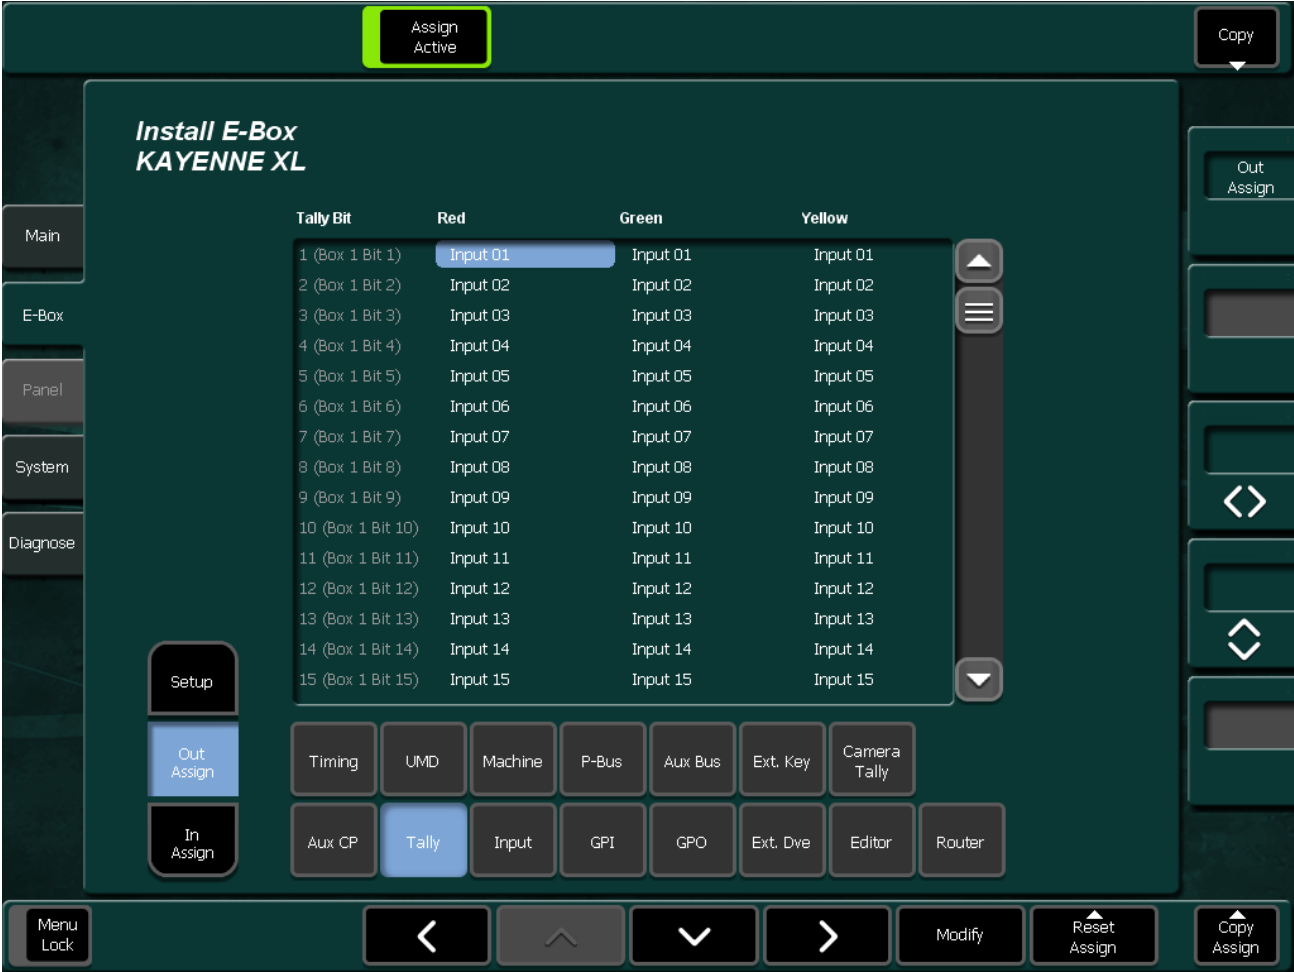 Assign
Active
Copy
Install E-Box
KAYENNE XL
Out
Assign
Main
E-Box
Panel
System
Diagnose
Tally Bit Red Green Yellow
1 (Box 1 Bit 1) Input 01 Input 01 Input 01
2 (Box 1 Bit 2) Input 02 Input 02 Input 02
3 (Box 1 Bit 3) Input 03 Input 03 Input 03
4 (Box 1 Bit 4) Input 04 Input 04 Input 04
5 (Box 1 Bit 5) Input 05 Input 05 Input 05
6 (Box 1 Bit 6) Input 06 Input 06 Input 06
7 (Box 1 Bit 7) Input 07 Input 07 Input 07
8 (Box 1 Bit 8) Input 08 Input 08 Input 08
9 (Box 1 Bit 9) Input 09 Input 09 Input 09
10 (Box 1 Bit 10) Input 10 Input 10 Input 10
11 (Box 1 Bit 11) Input 11 Input 11 Input 11
12 (Box 1 Bit 12) Input 12 Input 12 Input 12
13 (Box 1 Bit 13) Input 13 Input 13 Input 13
14 (Box 1 Bit 14) Input 14 Input 14 Input 14
15 (Box 1 Bit 15) Input 15 Input 15 Input 15
Setup
Out
Assign
In
Assign
Timing UMD Machine P-Bus Aux Bus Ext. Key Camera
Tally
Aux CP Tally Input GPI GPO Ext. Dve Editor Router
Menu
Lock
Modify
Reset
Assign
Copy
Assign